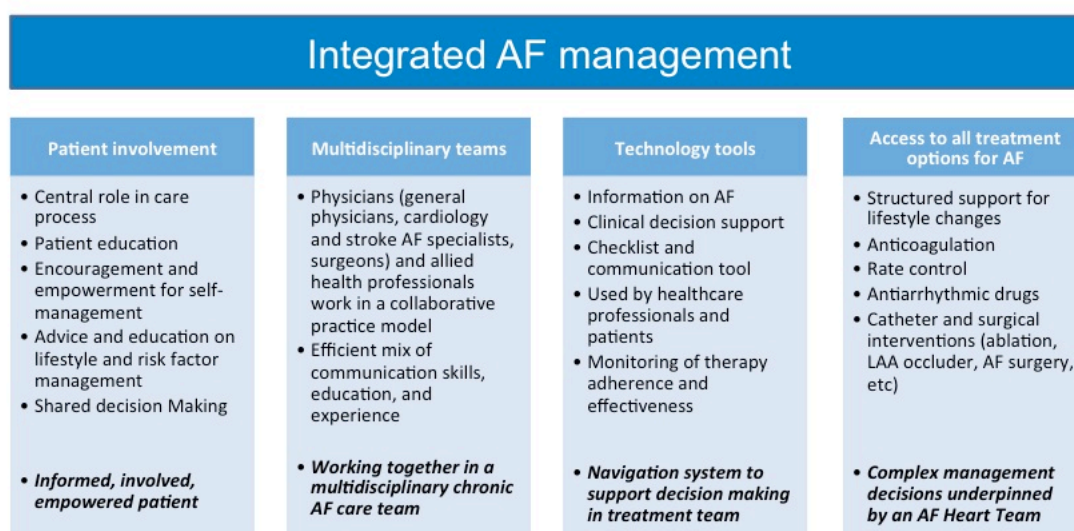 Integrated AF management
Patient involvement
• Central role in care
process
• Patient education
• Encouragement and
empowerment for self-
management
• Advice and education on
lifestyle and risk factor
management
• Shared decision Making
• Informed, involved,
empowered patient
Multidisciplinary teams
• Physicians (general
physicians, cardiology
and stroke AF specialists,
surgeons) and allied
health professionals
work in a collaborative
practice model
• Efficient mix of
communication skills,
education, and
experience
• Working together in a
multidisciplinary chronic
AF care team
Technology tools
• Information on AF
• Clinical decision support
• Checklist and
communication tool
• Used by healthcare
professionals and
patients
• Monitoring of therapy
adherence and
effectiveness
• Navigation system to
support decision making
in treatment team
Access to all treatment
options for AF
• Structured support for
lifestyle changes
• Anticoagulation
• Rate control
• Antiarrhythmic drugs
• Catheter and surgical
interventions (ablation,
LAA occluder, AF surgery,
etc)
• Complex management
decisions underpinned
by an AF Heart Team